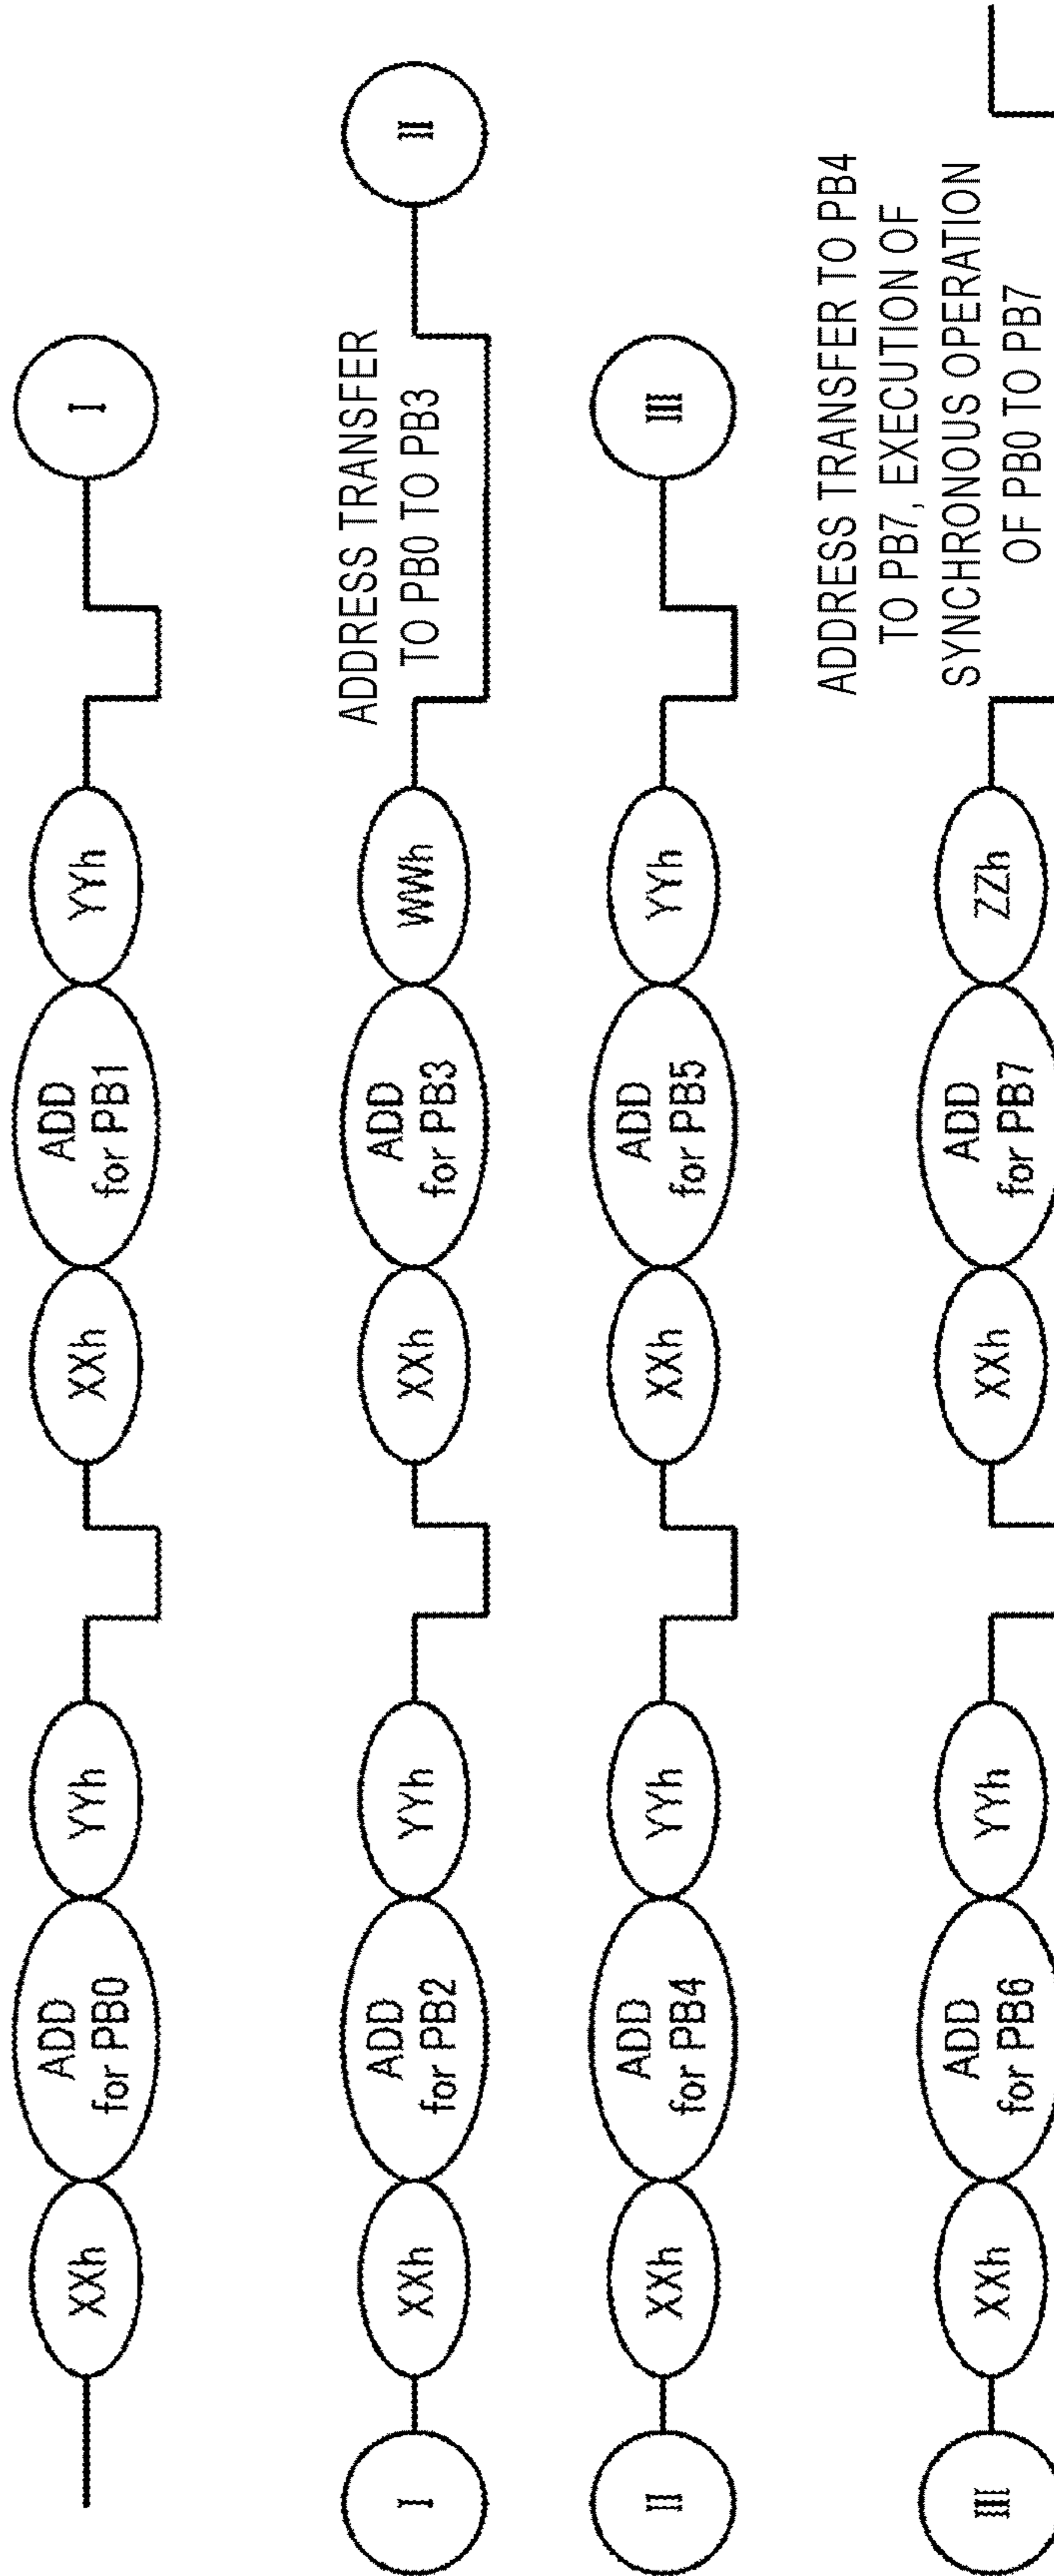 XXh
ADD
for PB0
YYh
XXh
ADD
for PB1
YYh
I
ADDRESS TRANSFER
TO PB0 TO PB3
I
XXh
ADD
for PB2
YYh
XXh
ADD
for PB3
WWh
II
II
XXh
ADD
for PB4
YYh
XXh
ADD
for PB5
YYh
III
ADDRESS TRANSFER TO PB4
TO PB7, EXECUTION OF
SYNCHRONOUS OPERATION
OF PB0 TO PB7
III
XXh
ADD
for PB6
YYh
XXh
ADD
for PB7
ZZh